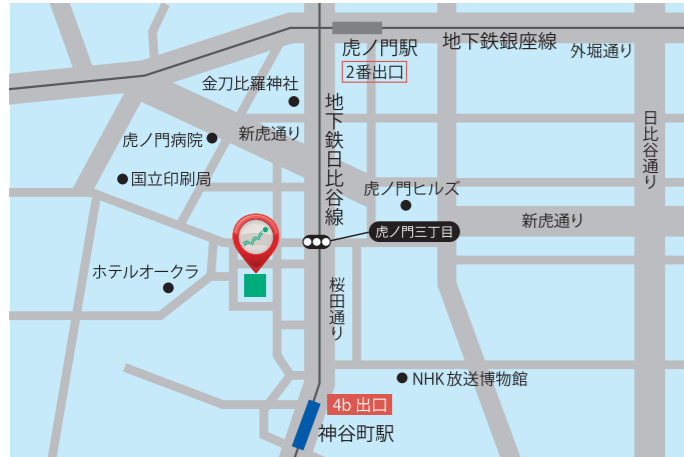 虎ノ門駅
地下鉄銀座線
外堀通り
2番出口
金刀比羅神社
地下鉄日比谷線
日比谷通り
新虎通り
虎ノ門病院
国立印刷局
虎ノ門ヒルズ
新虎通り
虎ノ門三丁目
ホテルオークラ
桜田通り
NHK放送博物館
4b 出口
神谷町駅